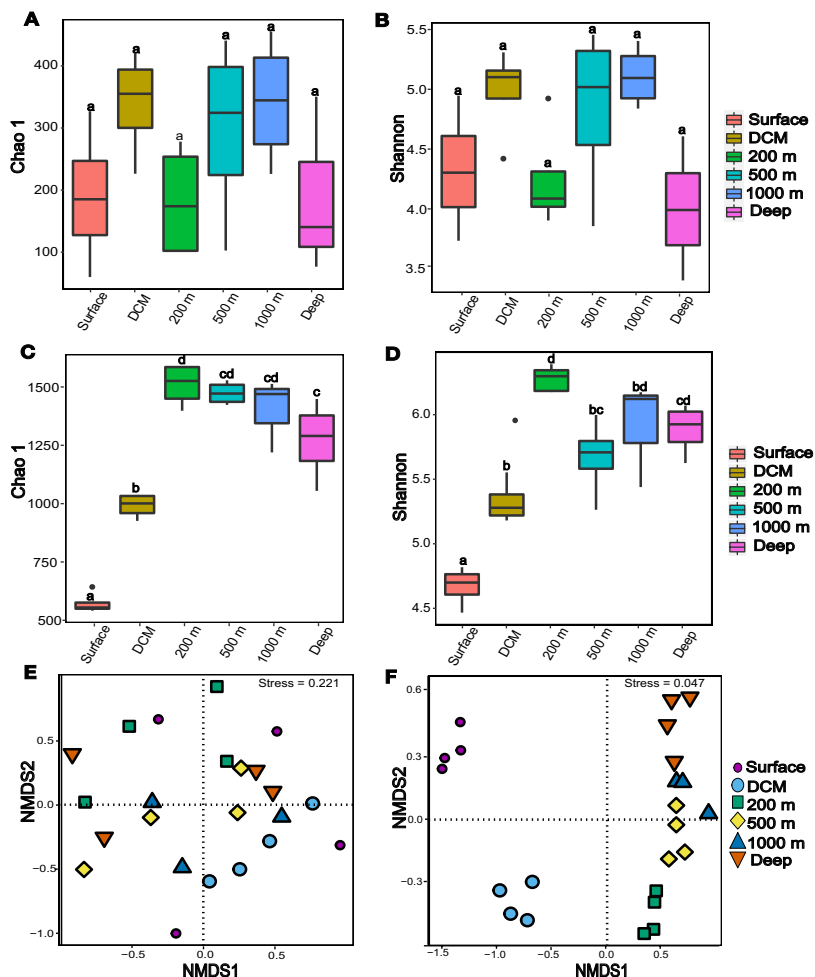 A
Chao 1
400
300
200
100
a
a
a
a
a
a
Surface
DCM
200 m
500 m
1000 m
Deep
B
Shannon
5.5
5.0
4.5
4.0
3.5
a
a
a
a
a
a
Surface
DCM
200 m
500 m
1000 m
Deep
Surface
DCM
200 m
500 m
1000 m
Deep
C
Chao 1
1500
1250
1000
750
500
a
b
d
cd
cd
c
Surface
DCM
200 m
500 m
1000 m
Deep
D
Shannon
6.0
5.5
5.0
4.5
a
b
d
bc
bd
cd
Surface
DCM
200 m
500 m
1000 m
Deep
Surface
DCM
200 m
500 m
1000 m
Deep
E
Stress = 0.221
NMDS2
0.5
0.0
−0.5
−1.0
−0.5
0.0
0.5
NMDS1
F
Stress = 0.047
NMDS2
0.6
0.3
0.0
−0.3
−1.5
−1.0
−0.5
0.0
0.5
NMDS1
Surface
DCM
200 m
500 m
1000 m
Deep